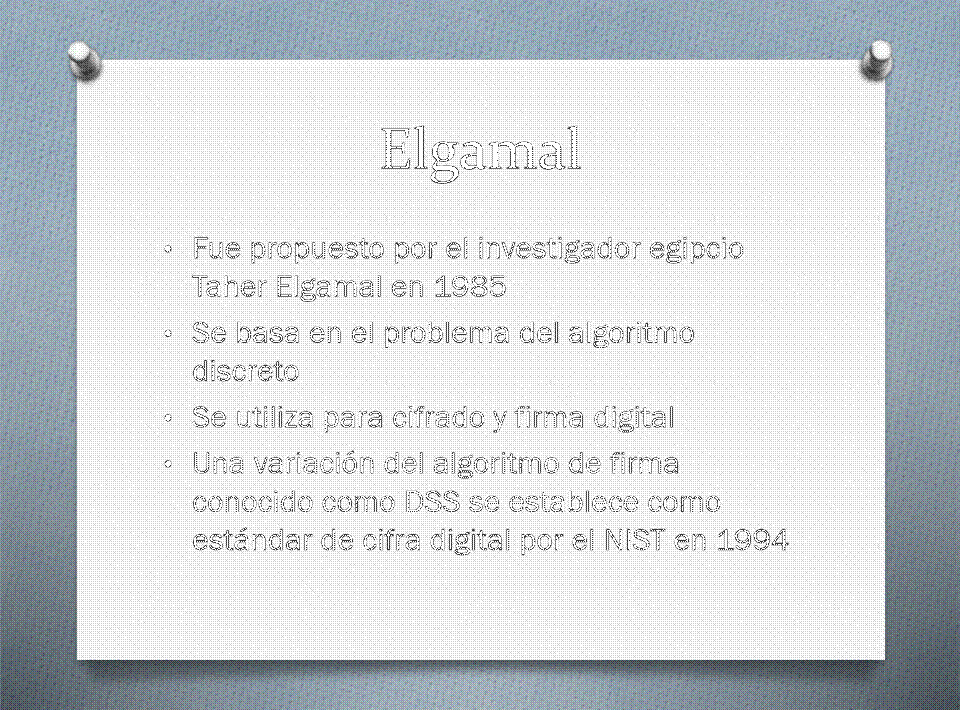 Elgamal
• Fue propuesto por el investigador egipcio
Taher Elgamal en 1985
• Se basa en el problema del algoritmo
discreto
• Se utiliza para cifrado y firma digital
• Una variación del algoritmo de firma
conocido como DSS se establece como
estándar de cifra digital por el NIST en 1994